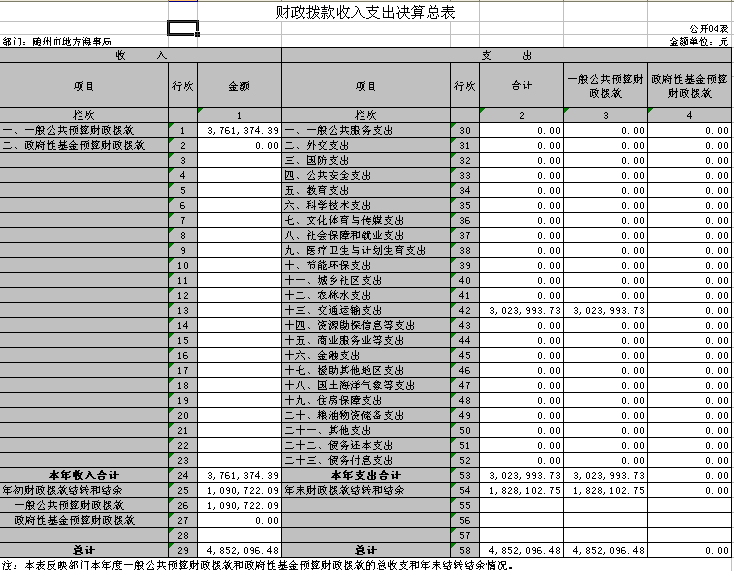 财政拨款收入支出决算总表
公开04表
部门：随州市地方海事局 金额单位：元
收 入 支 出
项目 行次 金额 项目 行次 合计 一般公共预算财政拨款 政府性基金预算财政拨款
栏次 1 栏次 2 3 4
一、一般公共预算财政拨款 1 3,761,374.39 一、一般公共服务支出 30 0.00 0.00 0.00
二、政府性基金预算财政拨款 2 0.00 二、外交支出 31 0.00 0.00 0.00
3 三、国防支出 32 0.00 0.00 0.00
4 四、公共安全支出 33 0.00 0.00 0.00
5 五、教育支出 34 0.00 0.00 0.00
6 六、科学技术支出 35 0.00 0.00 0.00
7 七、文化体育与传媒支出 36 0.00 0.00 0.00
8 八、社会保障和就业支出 37 0.00 0.00 0.00
9 九、医疗卫生与计划生育支出 38 0.00 0.00 0.00
10 十、节能环保支出 39 0.00 0.00 0.00
11 十一、城乡社区支出 40 0.00 0.00 0.00
12 十二、农林水支出 41 0.00 0.00 0.00
13 十三、交通运输支出 42 3,023,993.73 3,023,993.73 0.00
14 十四、资源勘探信息等支出 43 0.00 0.00 0.00
15 十五、商业服务业等支出 44 0.00 0.00 0.00
16 十六、金融支出 45 0.00 0.00 0.00
17 十七、援助其他地区支出 46 0.00 0.00 0.00
18 十八、国土海洋气象等支出 47 0.00 0.00 0.00
19 十九、住房保障支出 48 0.00 0.00 0.00
20 二十、粮油物资储备支出 49 0.00 0.00 0.00
21 二十一、其他支出 50 0.00 0.00 0.00
22 二十二、债务还本支出 51 0.00 0.00 0.00
23 二十三、债务付息支出 52 0.00 0.00 0.00
本年收入合计 24 3,761,374.39 本年支出合计 53 3,023,993.73 3,023,993.73 0.00
年初财政拨款结转和结余 25 1,090,722.09 年末财政拨款结转和结余 54 1,828,102.75 1,828,102.75 0.00
一般公共预算财政拨款 26 1,090,722.09 55
政府性基金预算财政拨款 27 0.00 56
28 57
总计 29 4,852,096.48 总计 58 4,852,096.48 4,852,096.48 0.00
注：本表反映部门本年度一般公共预算财政拨款和政府性基金预算财政拨款的总收支和年末结转结余情况。